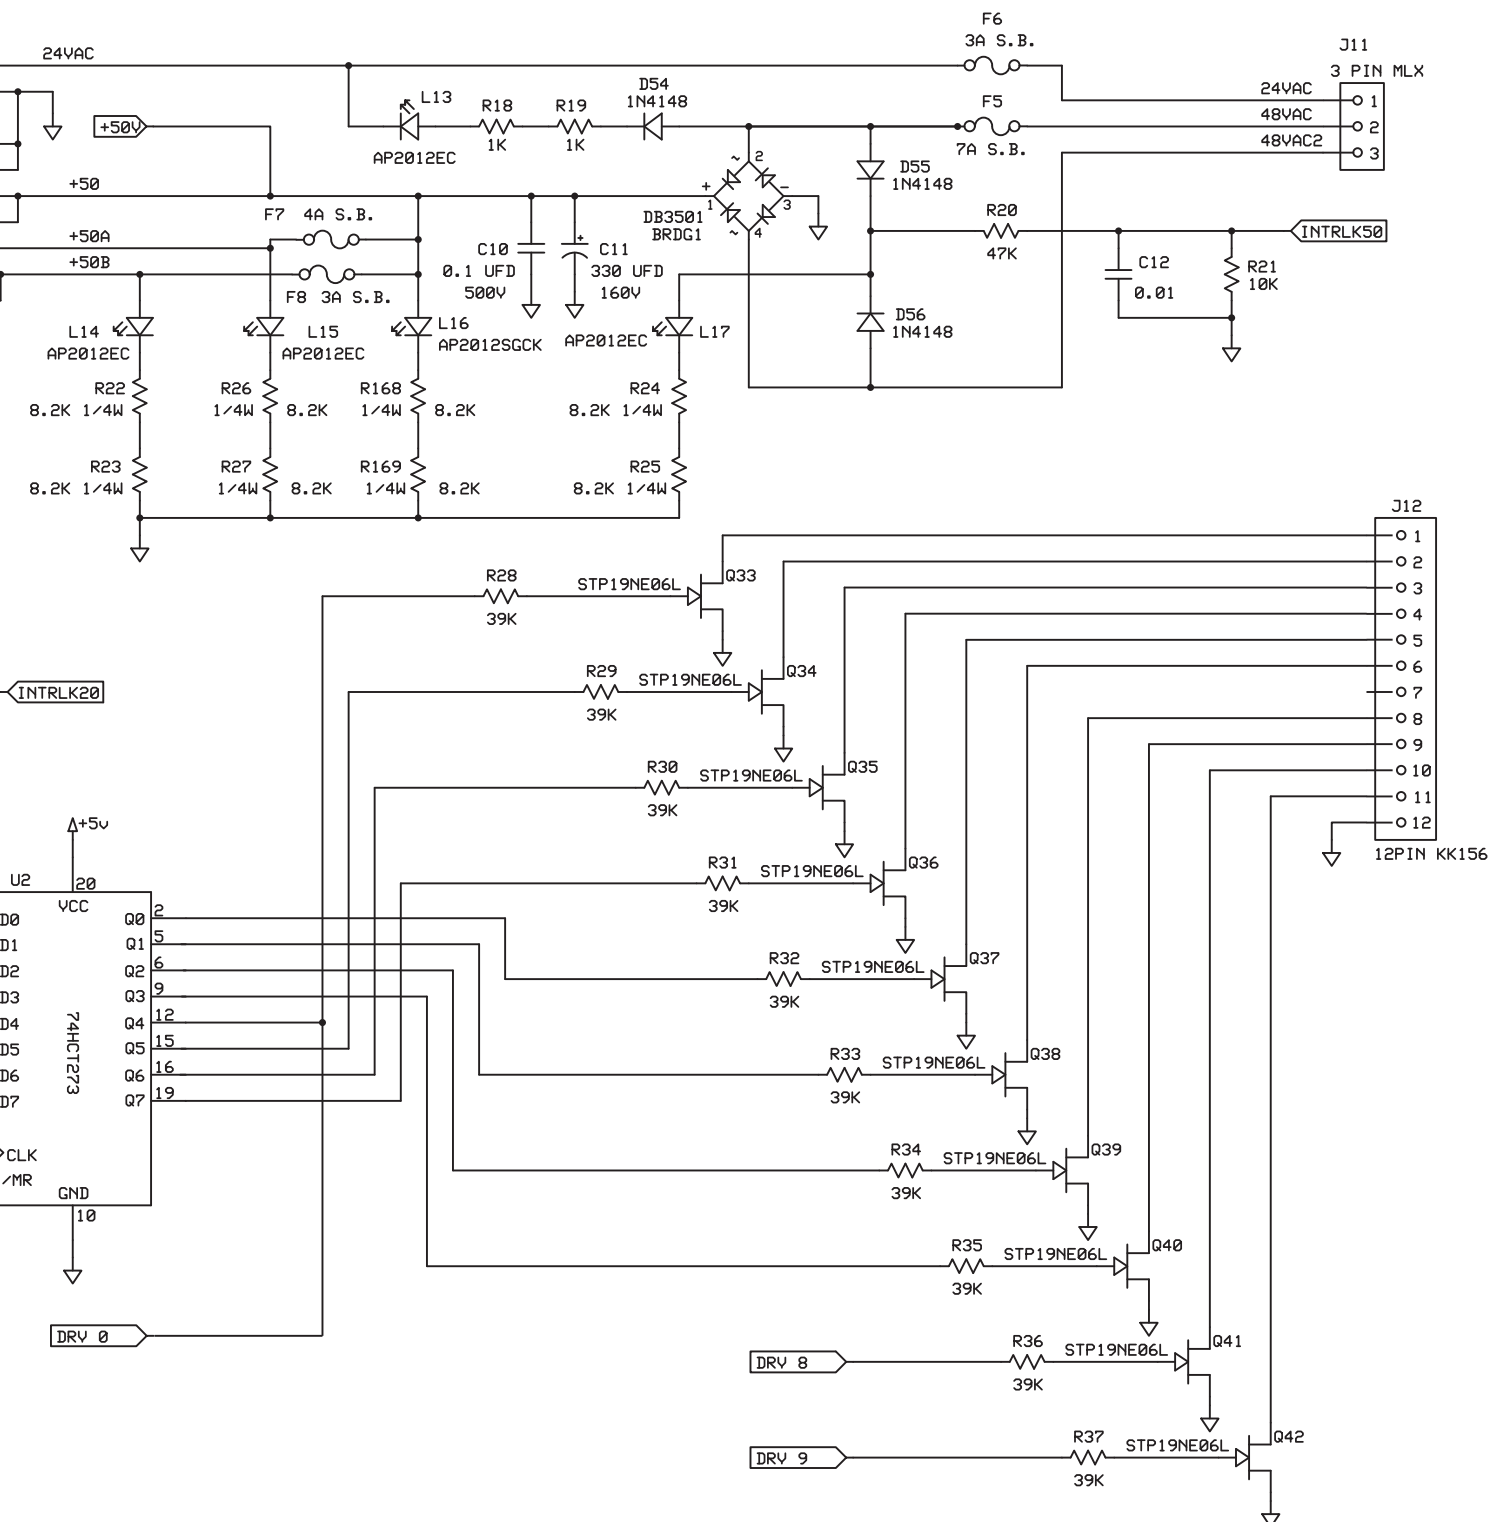 F6
3A S.B.
J11
3 PIN MLX
24VAC
L13
D54
1N4148
R18
R19
F5
24VAC
1
+50V
48VAC
2
1K
1K
7A S.B.
48VAC2
3
AP2012EC
~
2
D55
1N4148
+50
+
-
1
3
F7 4A S.B.
DB3501
BRDG1
~
4
R20
47K
INTRLK50
+50A
C10
0.1 UFD
500V
+
C11
330 UFD
160V
C12
0.01
R21
10K
+50B
F8 3A S.B.
L14
AP2012EC
L15
AP2012EC
L16
AP2012SGCK
AP2012EC
L17
D56
1N4148
R22
8.2K 1/4W
R26
1/4W 8.2K
R168
1/4W 8.2K
R24
8.2K 1/4W
R23
8.2K 1/4W
R27
1/4W 8.2K
R169
1/4W 8.2K
R25
8.2K 1/4W
J12
1
2
3
4
5
6
7
8
9
10
11
12
12PIN KK156
R28
39K
STP19NE06L
Q33
R29
39K
STP19NE06L
Q34
INTRLK20
R30
39K
STP19NE06L
Q35
+5v
R31
39K
STP19NE06L
Q36
U2
20
VCC
D0
Q0
2
D1
Q1
5
D2
Q2
6
D3
Q3
9
D4
Q4
12
D5
Q5
15
D6
Q6
16
D7
Q7
19
74HCT273
CLK
/MR
GND
10
R32
39K
STP19NE06L
Q37
R33
39K
STP19NE06L
Q38
R34
39K
STP19NE06L
Q39
R35
39K
STP19NE06L
Q40
DRV 0
DRV 8
R36
39K
STP19NE06L
Q41
DRV 9
R37
39K
STP19NE06L
Q42